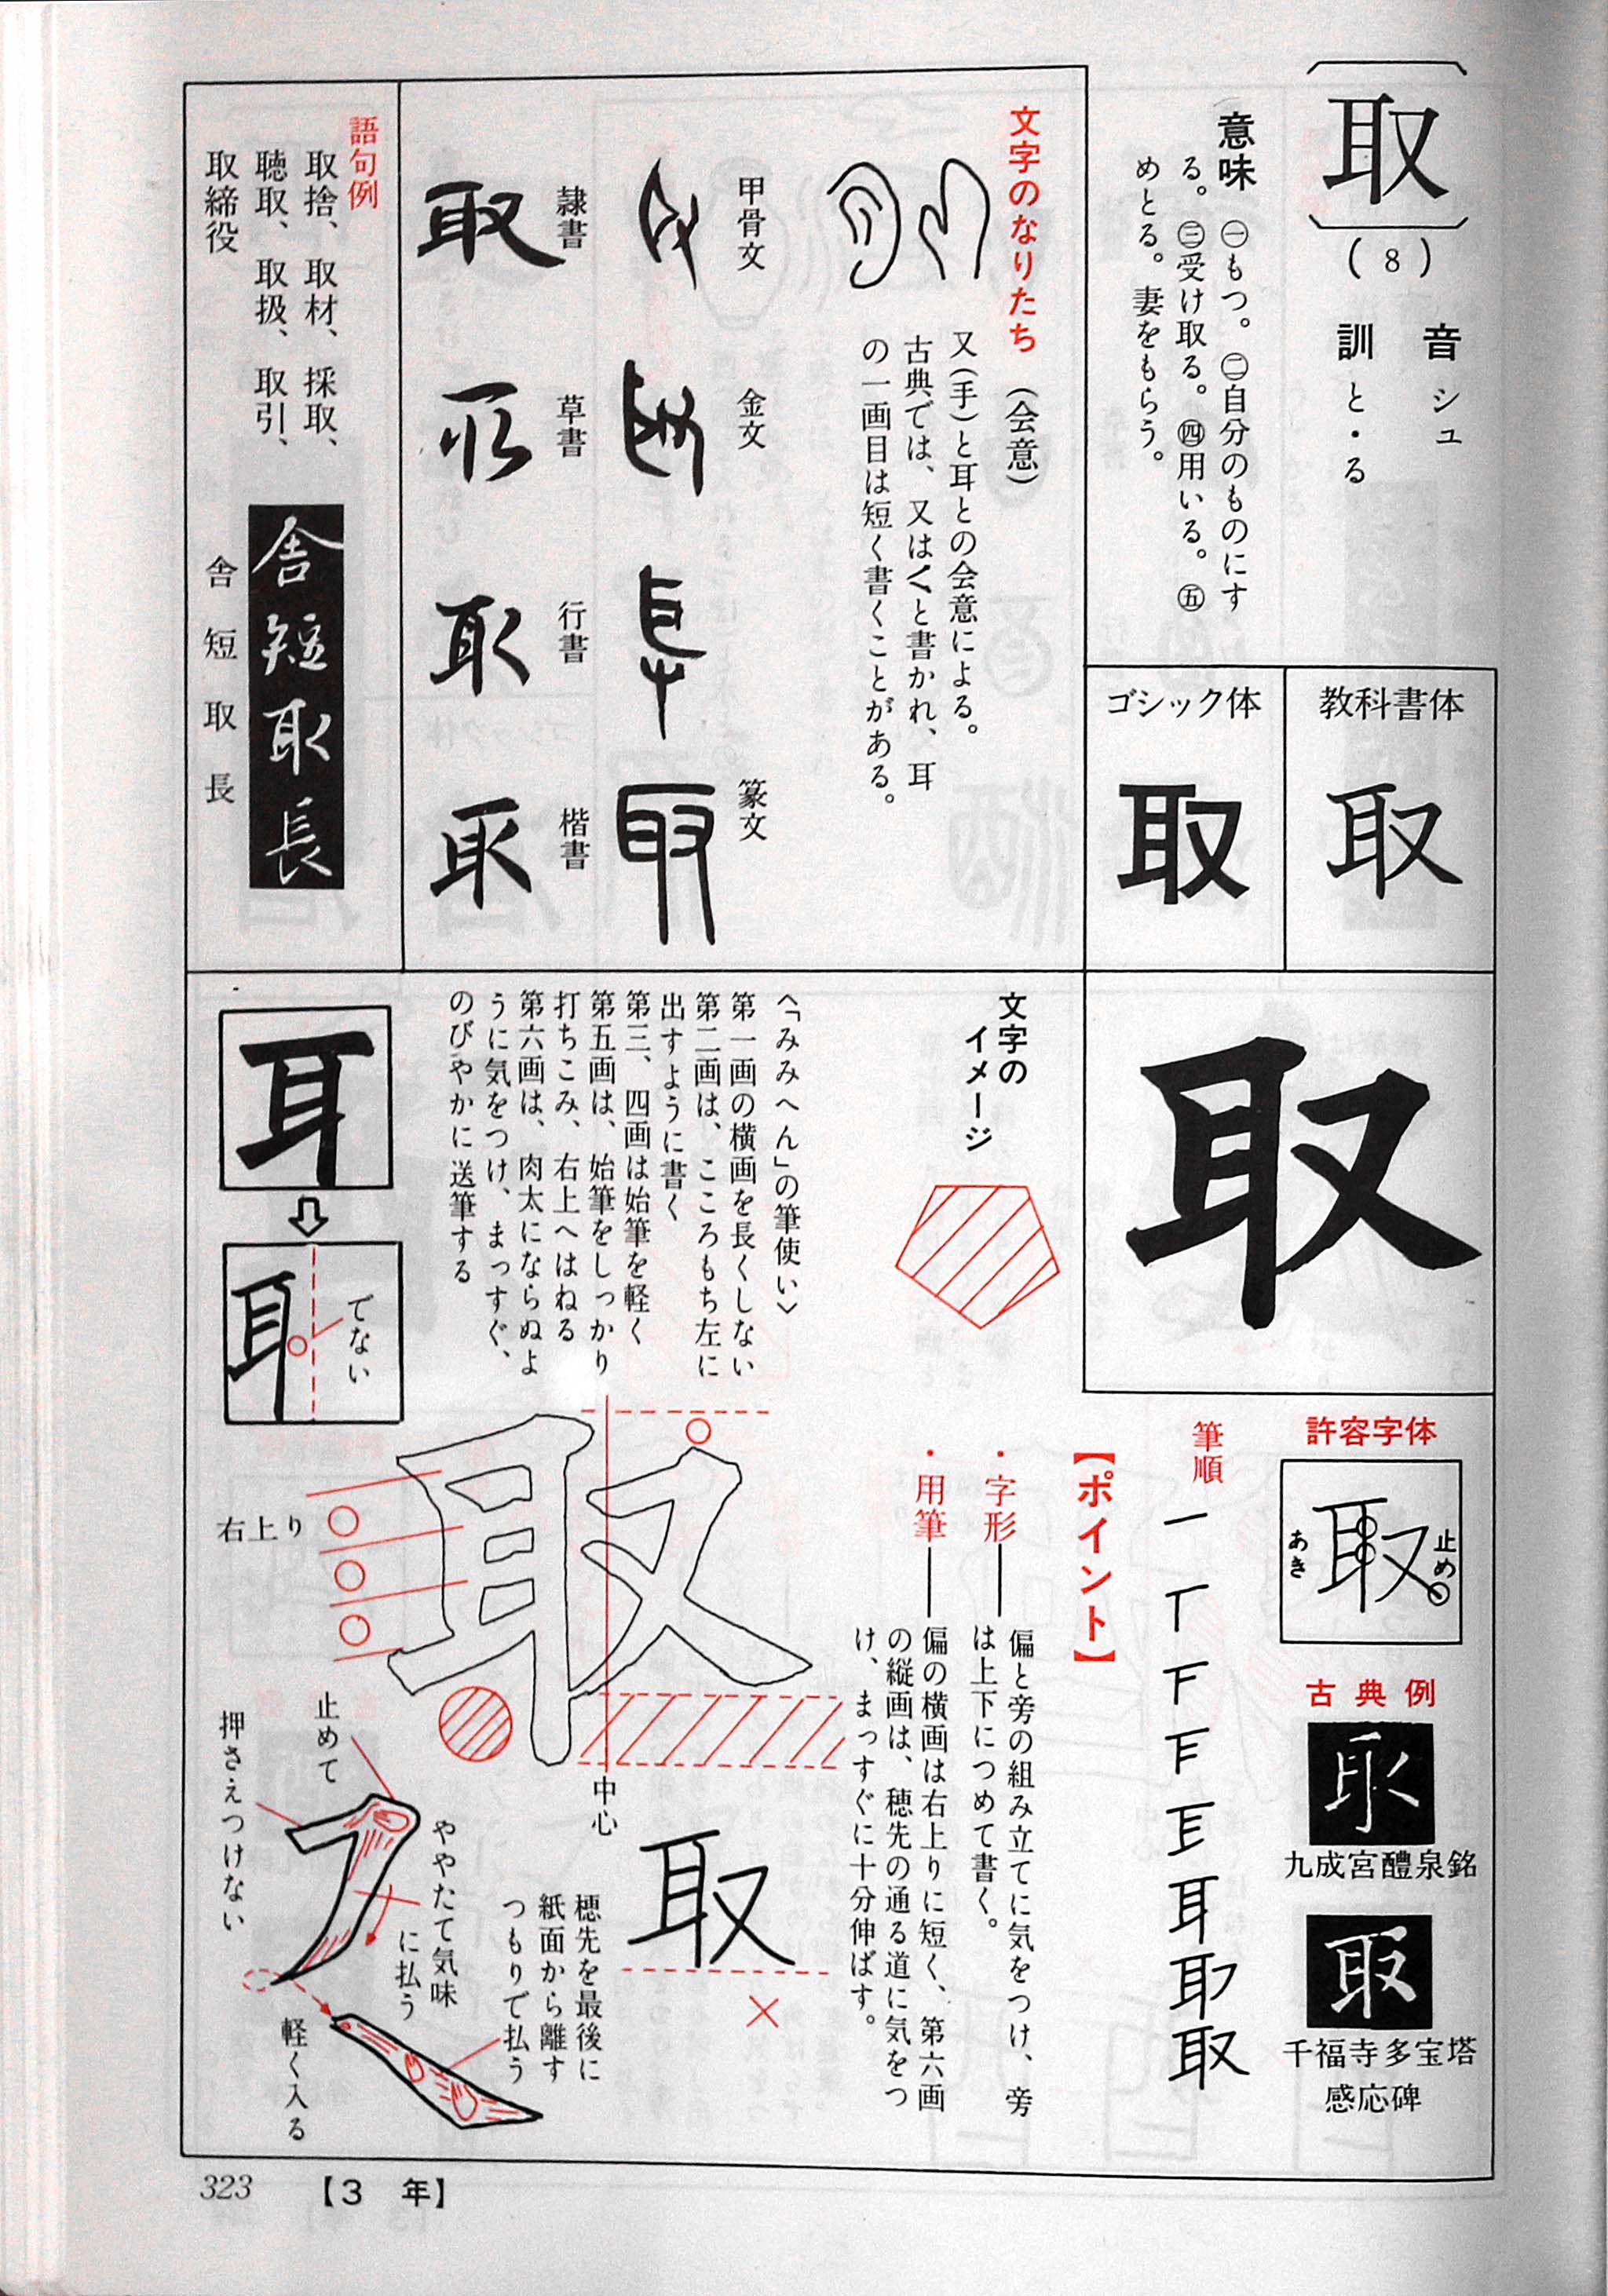 取
(8)
音 シュ
訓 と・る
意味 ㊀もつ。㊁自分のものにす
る。㊂受け取る。㊃用いる。㊄
めとる。妻をもらう。
教科書体
取
ゴシック体
取
文字のなりたち (会意)
又(手)と耳との会意による。
古典では、又は く と書かれ、耳
の一画目は短く書くことがある。
甲骨文
金文
篆文
隷書
取
草書
取
行書
取
楷書
取
語句例
取捨、取材、採取、
聴取、取扱、取引、
取締役
舎短取長
舎短取長
取
許容字体
取
止め
あき
古典例
取
九成宮醴泉銘
取
千福寺多宝塔
感応碑
筆順
取
【ポイント】
・字形── 偏と旁の組み立てに気をつけ、旁
は上下につめて書く。
・用筆── 偏の横画は右上りに短く、第六画
の縦画は、穂先の通る道に気をつ
け、まっすぐに十分伸ばす。
文字の
イメージ
〈「みみへん」の筆使い〉
第一画の横画を長くしない
第二画は、こころもち左に
出すように書く
第三、四画は始筆を軽く
第五画は、始筆をしっかり
打ちこみ、右上へはねる
第六画は、肉太にならぬよ
うに気をつけ、まっすぐ、
のびやかに送筆する
耳
耳
でない
取
右上り
中心
取
止めて
押さえつけない
ややたて気味
に払う
軽く入る
穂先を最後に
紙面から離す
つもりで払う
323
【3 年】